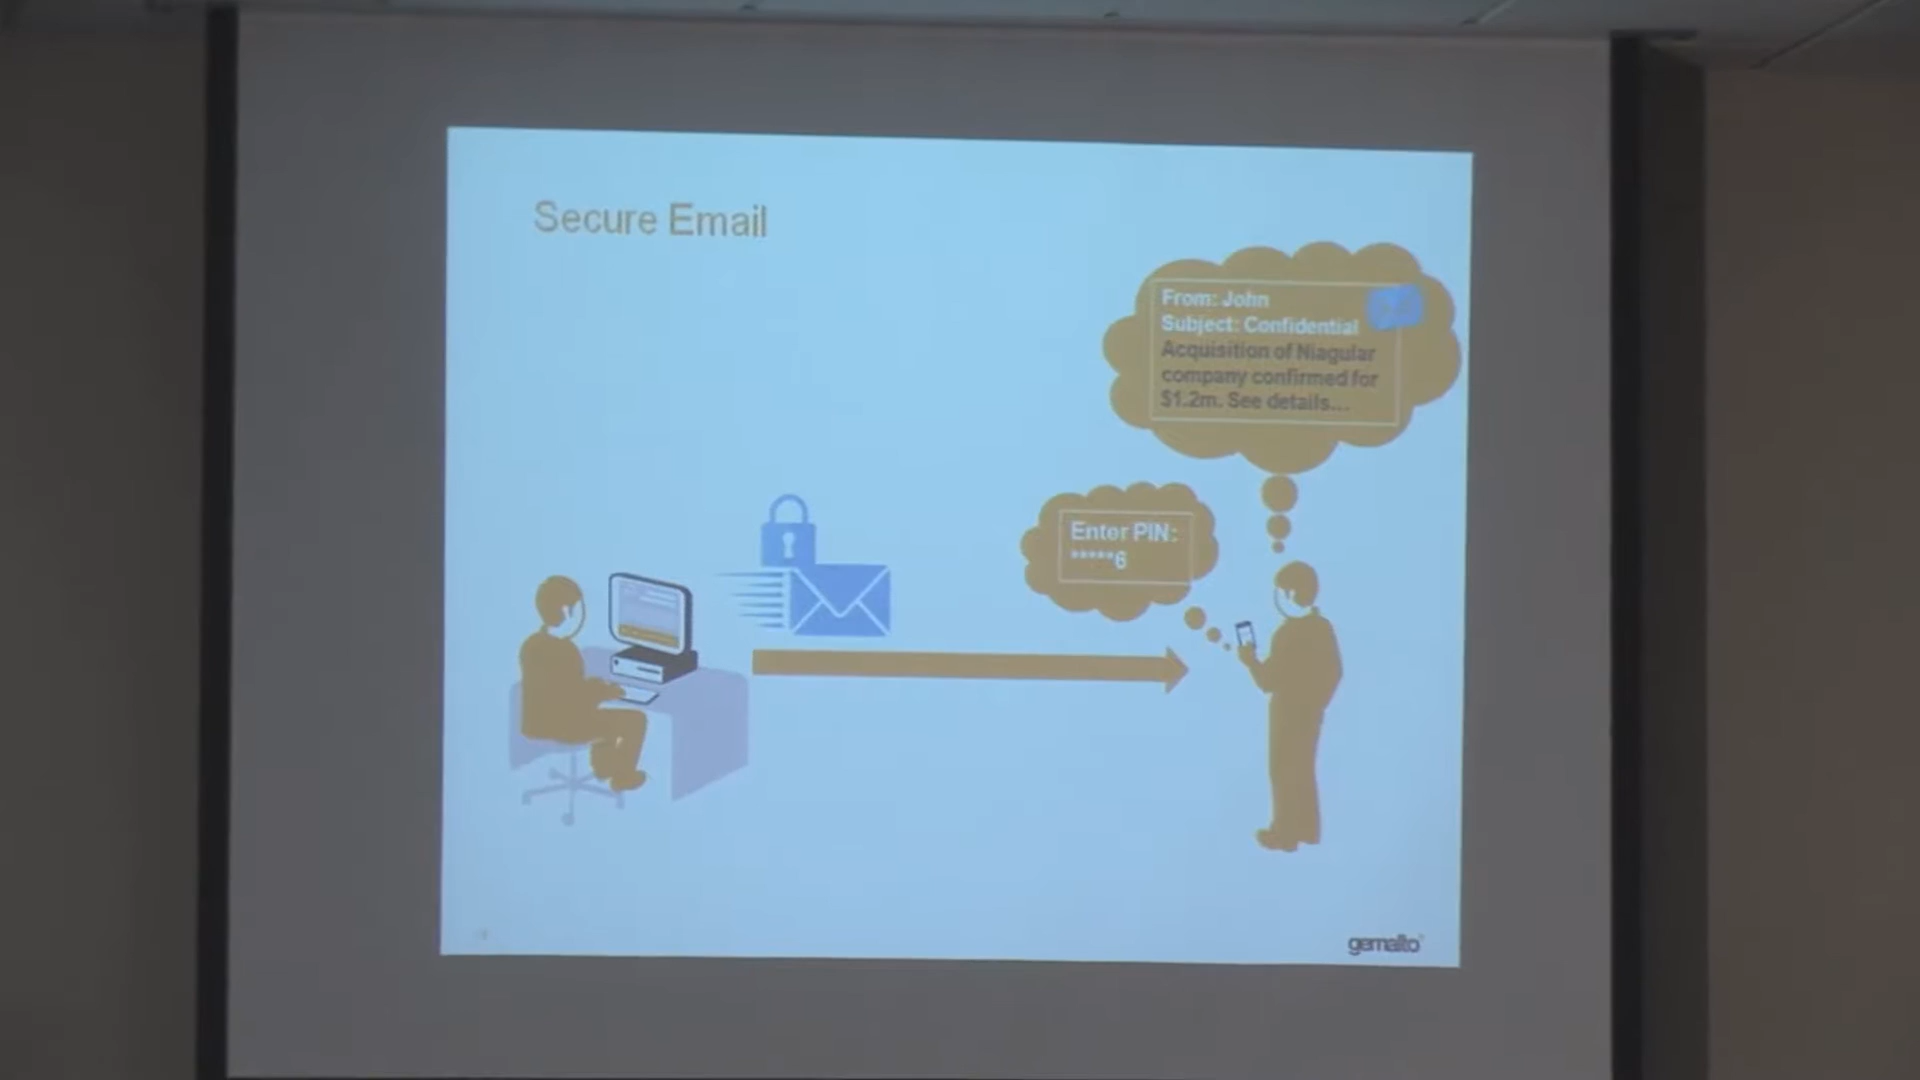 Secure Email
From: John
Subject: Confidential
Acquisition of Niagular
company confirmed for
$1.2m. See details...
Enter PIN:
*****6
gemalto